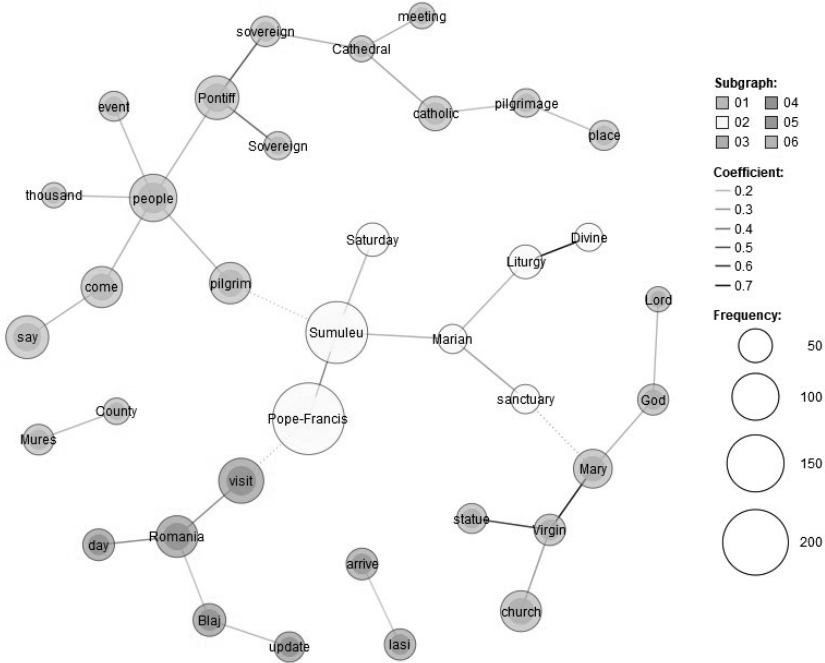 meeting
sovereign
Cathedral
event
Pontiff
catholic
pilgrimage
place
Sovereign
thousand
people
come
pilgrim
say
Saturday
Divine
Liturgy
Sumuleu
Marian
Lord
sanctuary
God
County
Mures
Pope-Francis
Mary
visit
statue
Virgin
Romania
day
arrive
church
Blaj
update
Iasi
Subgraph:
01 04
02 05
03 06
Coefficient:
0.2
0.3
0.4
0.5
0.6
0.7
Frequency:
50
100
150
200